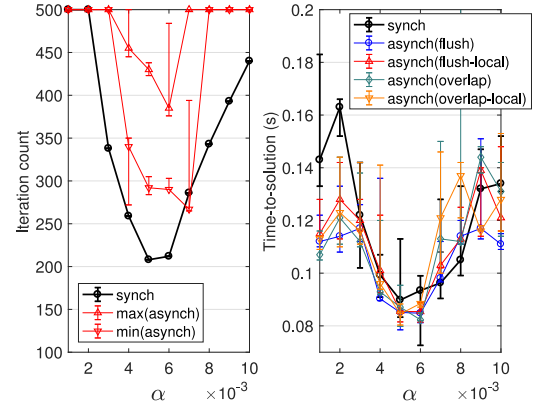 500
450
400
350
300
250
200
150
100
Iteration count
synch
max(asynch)
min(asynch)
2 4 6 8 10
α ×10⁻³
0.18
0.16
0.14
0.12
0.1
0.08
Time-to-solution (s)
synch
asynch(flush)
asynch(flush-local)
asynch(overlap)
asynch(overlap-local)
2 4 6 8 10
α ×10⁻³